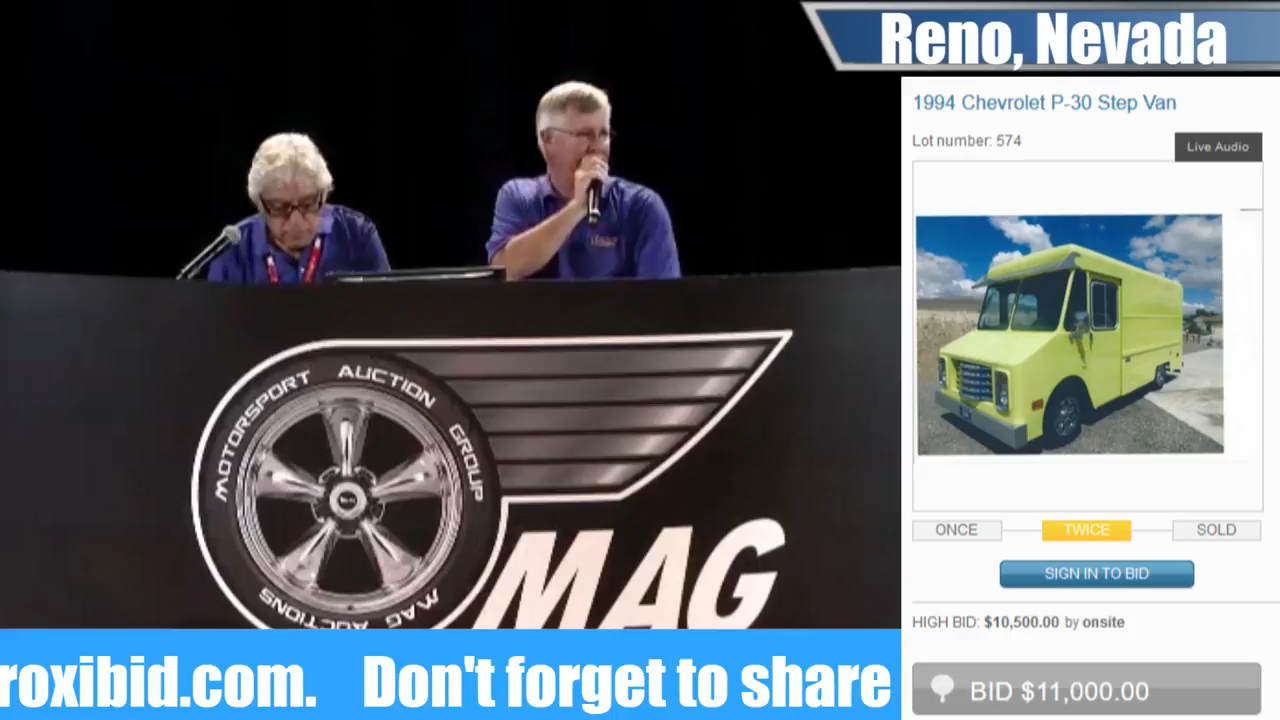 Reno, Nevada
1994 Chevrolet P-30 Step Van
Lot number: 574
Live Audio
MOTORSPORT AUCTION GROUP
MAG AUCTIONS
MAG
ONCE
TWICE
SOLD
SIGN IN TO BID
HIGH BID: $10,500.00 by onsite
BID $11,000.00
roxibid.com. Don't forget to share